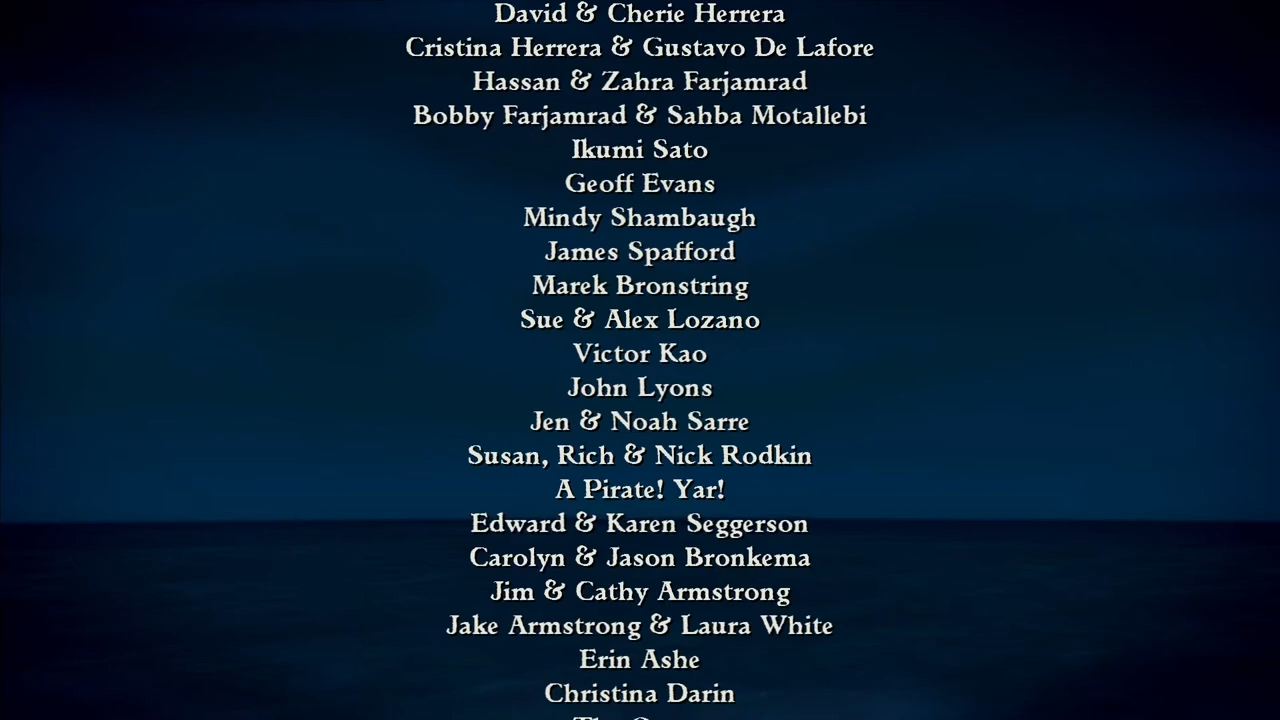 David & Cherie Herrera
Cristina Herrera & Gustavo De Lafore
Hassan & Zahra Farjamrad
Bobby Farjamrad & Sahba Motallebi
Ikumi Sato
Geoff Evans
Mindy Shambaugh
James Spafford
Marek Bronstring
Sue & Alex Lozano
Victor Kao
John Lyons
Jen & Noah Sarre
Susan, Rich & Nick Rodkin
A Pirate! Yar!
Edward & Karen Seggerson
Carolyn & Jason Bronkema
Jim & Cathy Armstrong
Jake Armstrong & Laura White
Erin Ashe
Christina Darin